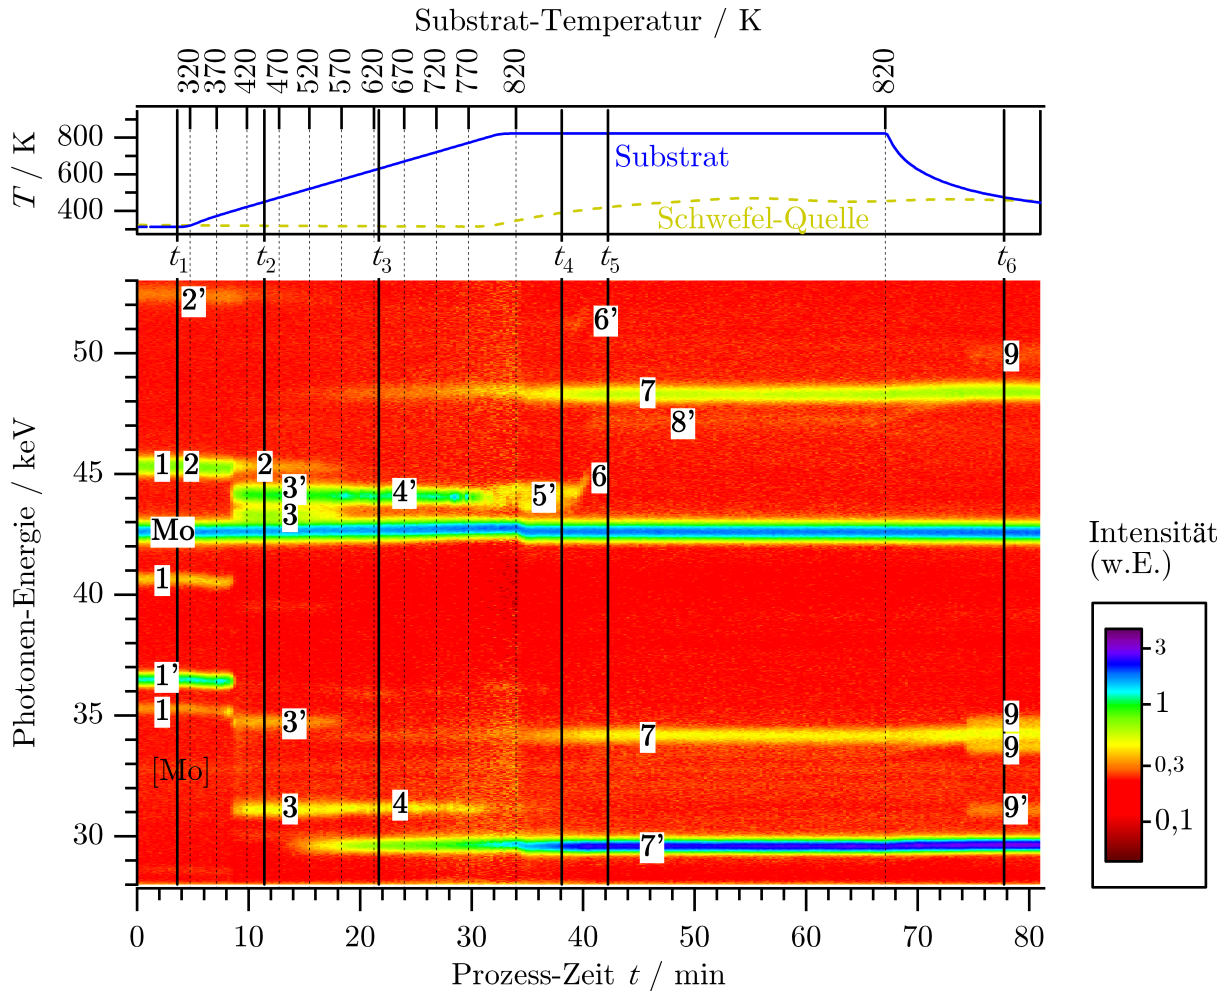 Substrat-Temperatur / K
320 370 420 470 520 570 620 670 720 770 820 820
T / K
800
600
400
Substrat
Schwefel-Quelle
t1 t2 t3 t4 t5 t6
Photonen-Energie / keV
50
45
40
35
30
2'
6'
9
7
8'
1 2 2
6
3' 4' 5'
3
Mo
1
1'
1
3'
7
9
9
[Mo]
3 4
9'
7'
0 10 20 30 40 50 60 70 80
Prozess-Zeit t / min
Intensität
(w.E.)
3
1
0,3
0,1